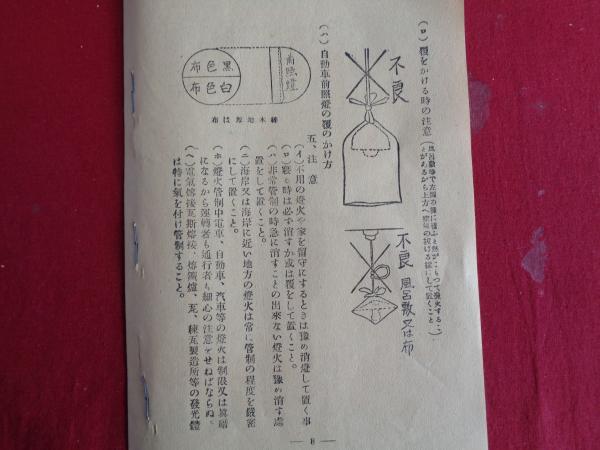 (ロ) 覆をかける時の注意
不良
不良 風呂敷又は布
(ハ) 自動車前照燈の覆のかけ方
前照燈
黒色布
白色布
布は厚地木綿
五、注意
(イ) 不用の燈火や家を留守にするときは豫め消燈して置く事
(ロ) 寢る時は必ず消すか或は覆をして置くこと。
(ハ) 非常管制の時急に消すことの出來ない燈火は豫め消す處
置をして置くこと。
(ニ) 海岸又は海岸に近い地方の燈火は常に管制の程度を嚴密
にして置くこと。
(ホ) 燈火管制中電車、自動車、汽車等の燈火は制限又は
になるから運轉者も通行者も細心の注意をせねばならぬ。
(ヘ) 電氣熔接瓦斯熔接、熔鑛爐、瓦、煉瓦製造所等の發光體
は特に氣を付け管制すること。
— 8 —